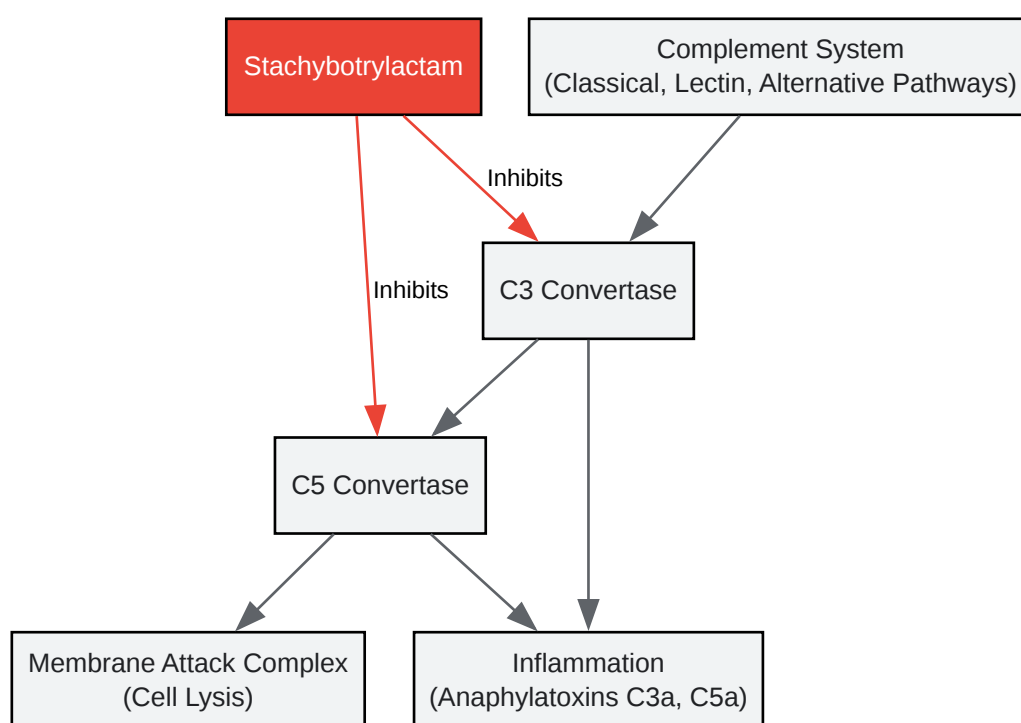 Stachybotrylactam
Complement System
(Classical, Lectin, Alternative Pathways)
Inhibits
C3 Convertase
Inhibits
C5 Convertase
Membrane Attack Complex
(Cell Lysis)
Inflammation
(Anaphylatoxins C3a, C5a)